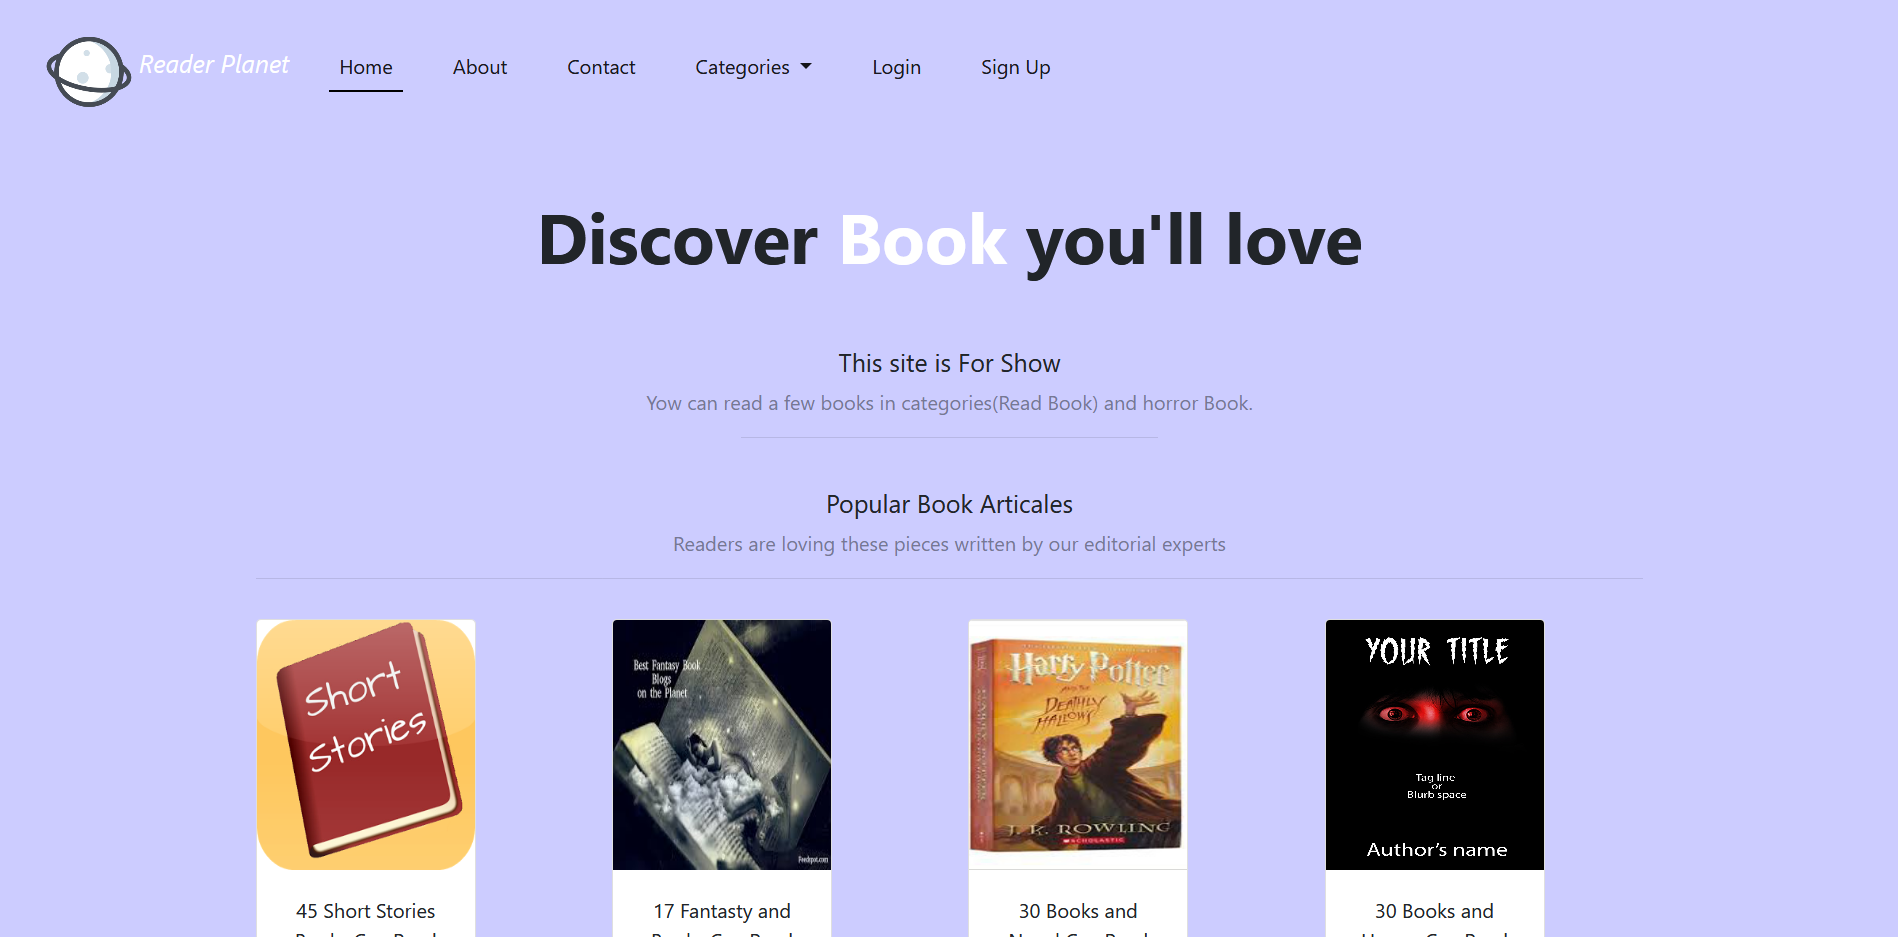 Reader Planet
Home
About
Contact
Categories
Login
Sign Up
Discover Book you'll love
This site is For Show
Yow can read a few books in categories(Read Book) and horror Book.
Popular Book Articales
Readers are loving these pieces written by our editorial experts
Short
Stories
Best Fantasy Book
Blogs
on the Planet
Feedspot.com
Harry Potter
AND THE
DEATHLY
HALLOWS
J. K. ROWLING
SCHOLASTIC
YOUR TITLE
Tag line
or
Blurb space
Author's name
45 Short Stories
17 Fantasty and
30 Books and
30 Books and